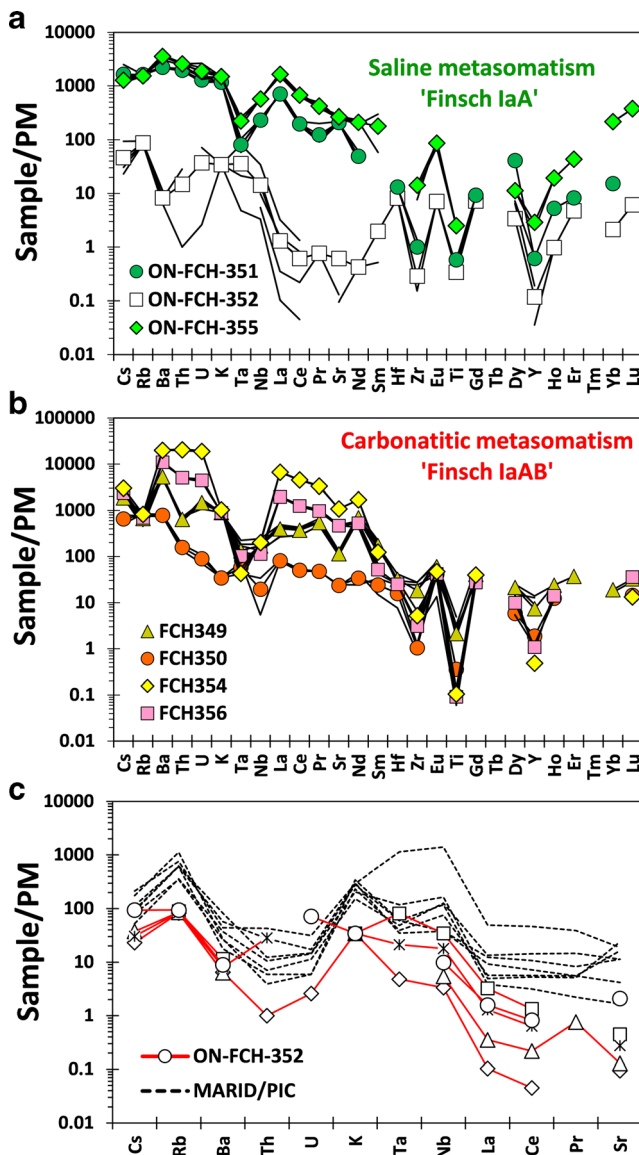 a
10000
1000
100
10
1
0.1
0.01
Sample/PM
Saline metasomatism
'Finsch IaA'
ON-FCH-351
ON-FCH-352
ON-FCH-355
Cs Rb Ba Th U K Ta Nb La Ce Pr Sr Nd Sm Hf Zr Eu Ti Gd Tb Dy Y Ho Er Tm Yb Lu
b
100000
10000
1000
100
10
1
0.1
0.01
Sample/PM
Carbonatitic metasomatism
'Finsch IaAB'
FCH349
FCH350
FCH354
FCH356
Cs Rb Ba Th U K Ta Nb La Ce Pr Sr Nd Sm Hf Zr Eu Ti Gd Tb Dy Y Ho Er Tm Yb Lu
c
10000
1000
100
10
1
0.1
0.01
Sample/PM
ON-FCH-352
MARID/PIC
Cs Rb Ba Th U K Ta Nb La Ce Pr Sr